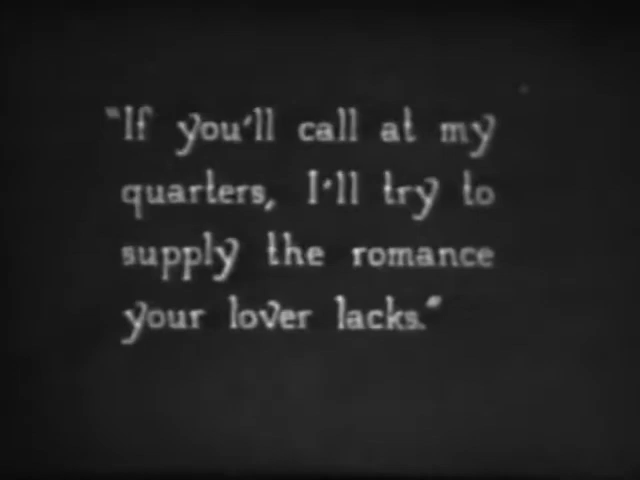 "If you'll call at my
quarters, I'll try to
supply the romance
your lover lacks."